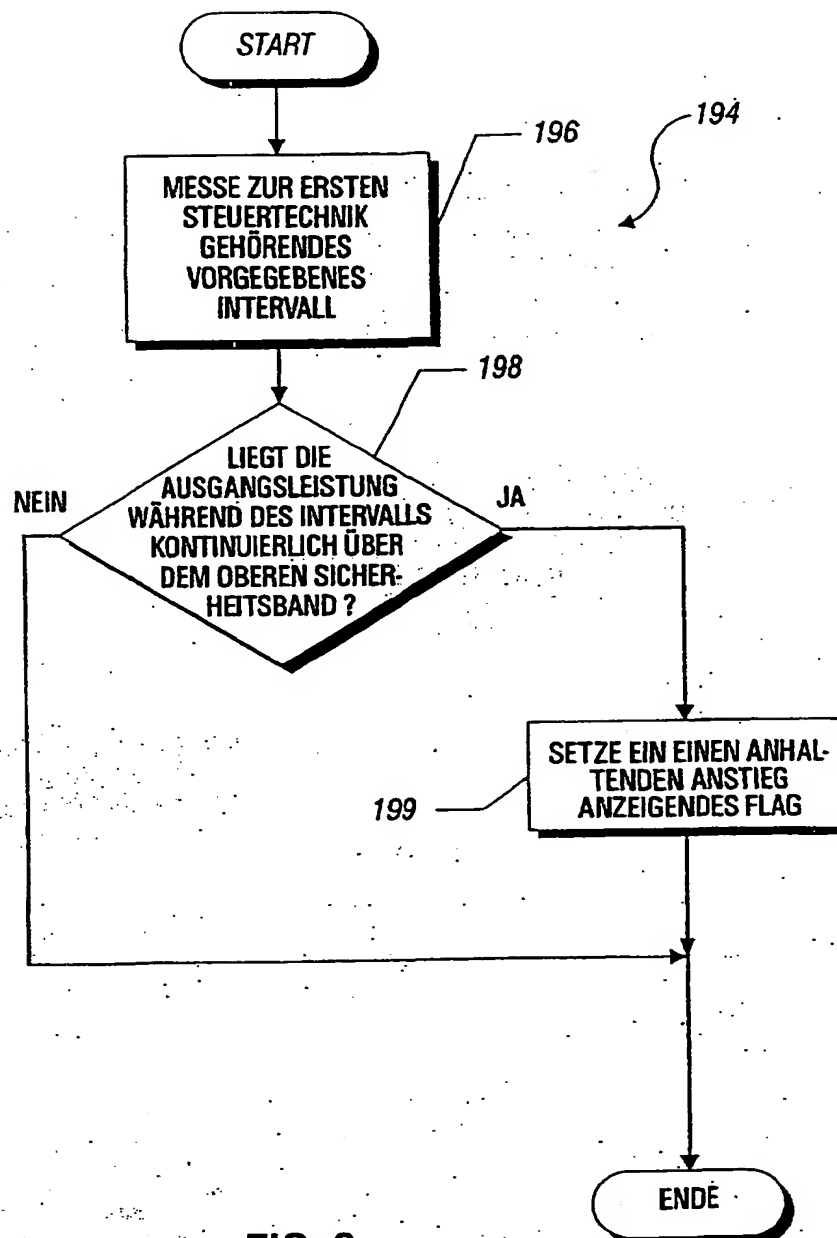 START
196
194
MESSE ZUR ERSTEN
STEUERTECHNIK
GEHÖRENDES
VORGEGEBENES
INTERVALL
198
LIEGT DIE
AUSGANGSLEISTUNG
WÄHREND DES INTERVALLS
KONTINUIERLICH ÜBER
DEM OBEREN SICHER-
HEITSBAND ?
NEIN
JA
SETZE EIN EINEN ANHAL-
TENDEN ANSTIEG
ANZEIGENDES FLAG
199
ENDE